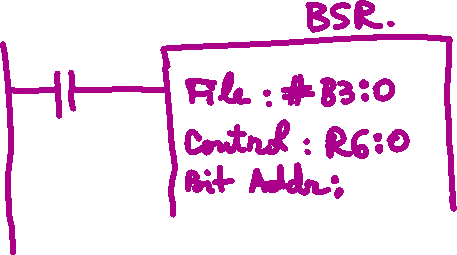 BSR.
File : #B3:0
Control : R6:0
Bit Addr: